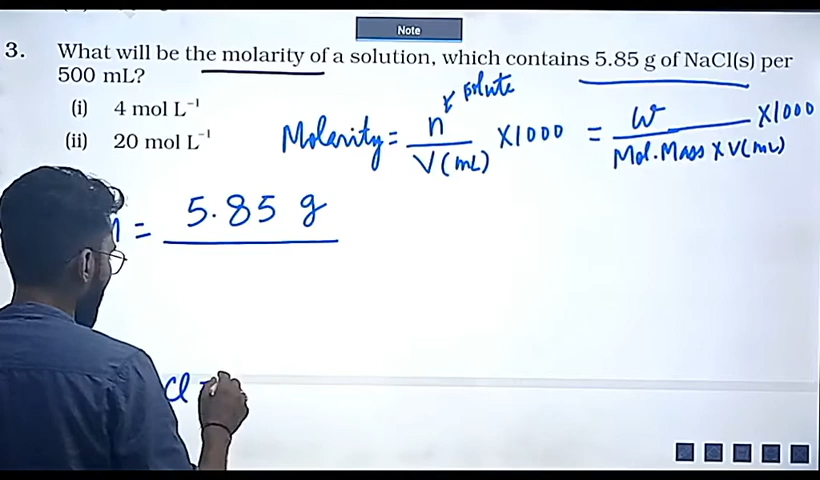 Note
3. What will be the molarity of a solution, which contains 5.85 g of NaCl(s) per
500 mL?
(i) 4 mol L⁻¹
(ii) 20 mol L⁻¹
solute
Molarity = n / V(mL) ×1000 = W / Mol. Mass × V(mL) ×1000
= 5.85 g
Cl